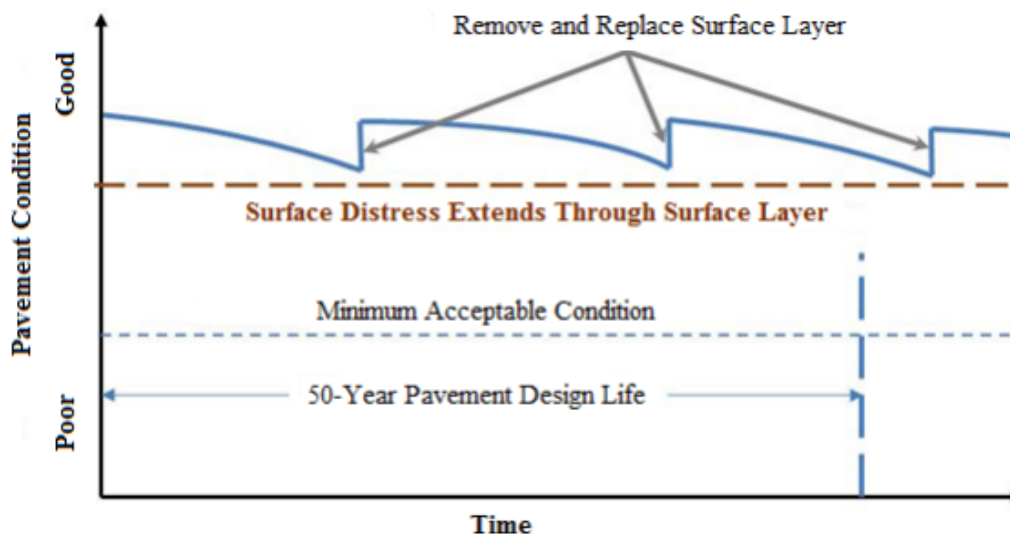 Remove and Replace Surface Layer
Good
Surface Distress Extends Through Surface Layer
Pavement Condition
Minimum Acceptable Condition
50-Year Pavement Design Life
Poor
Time